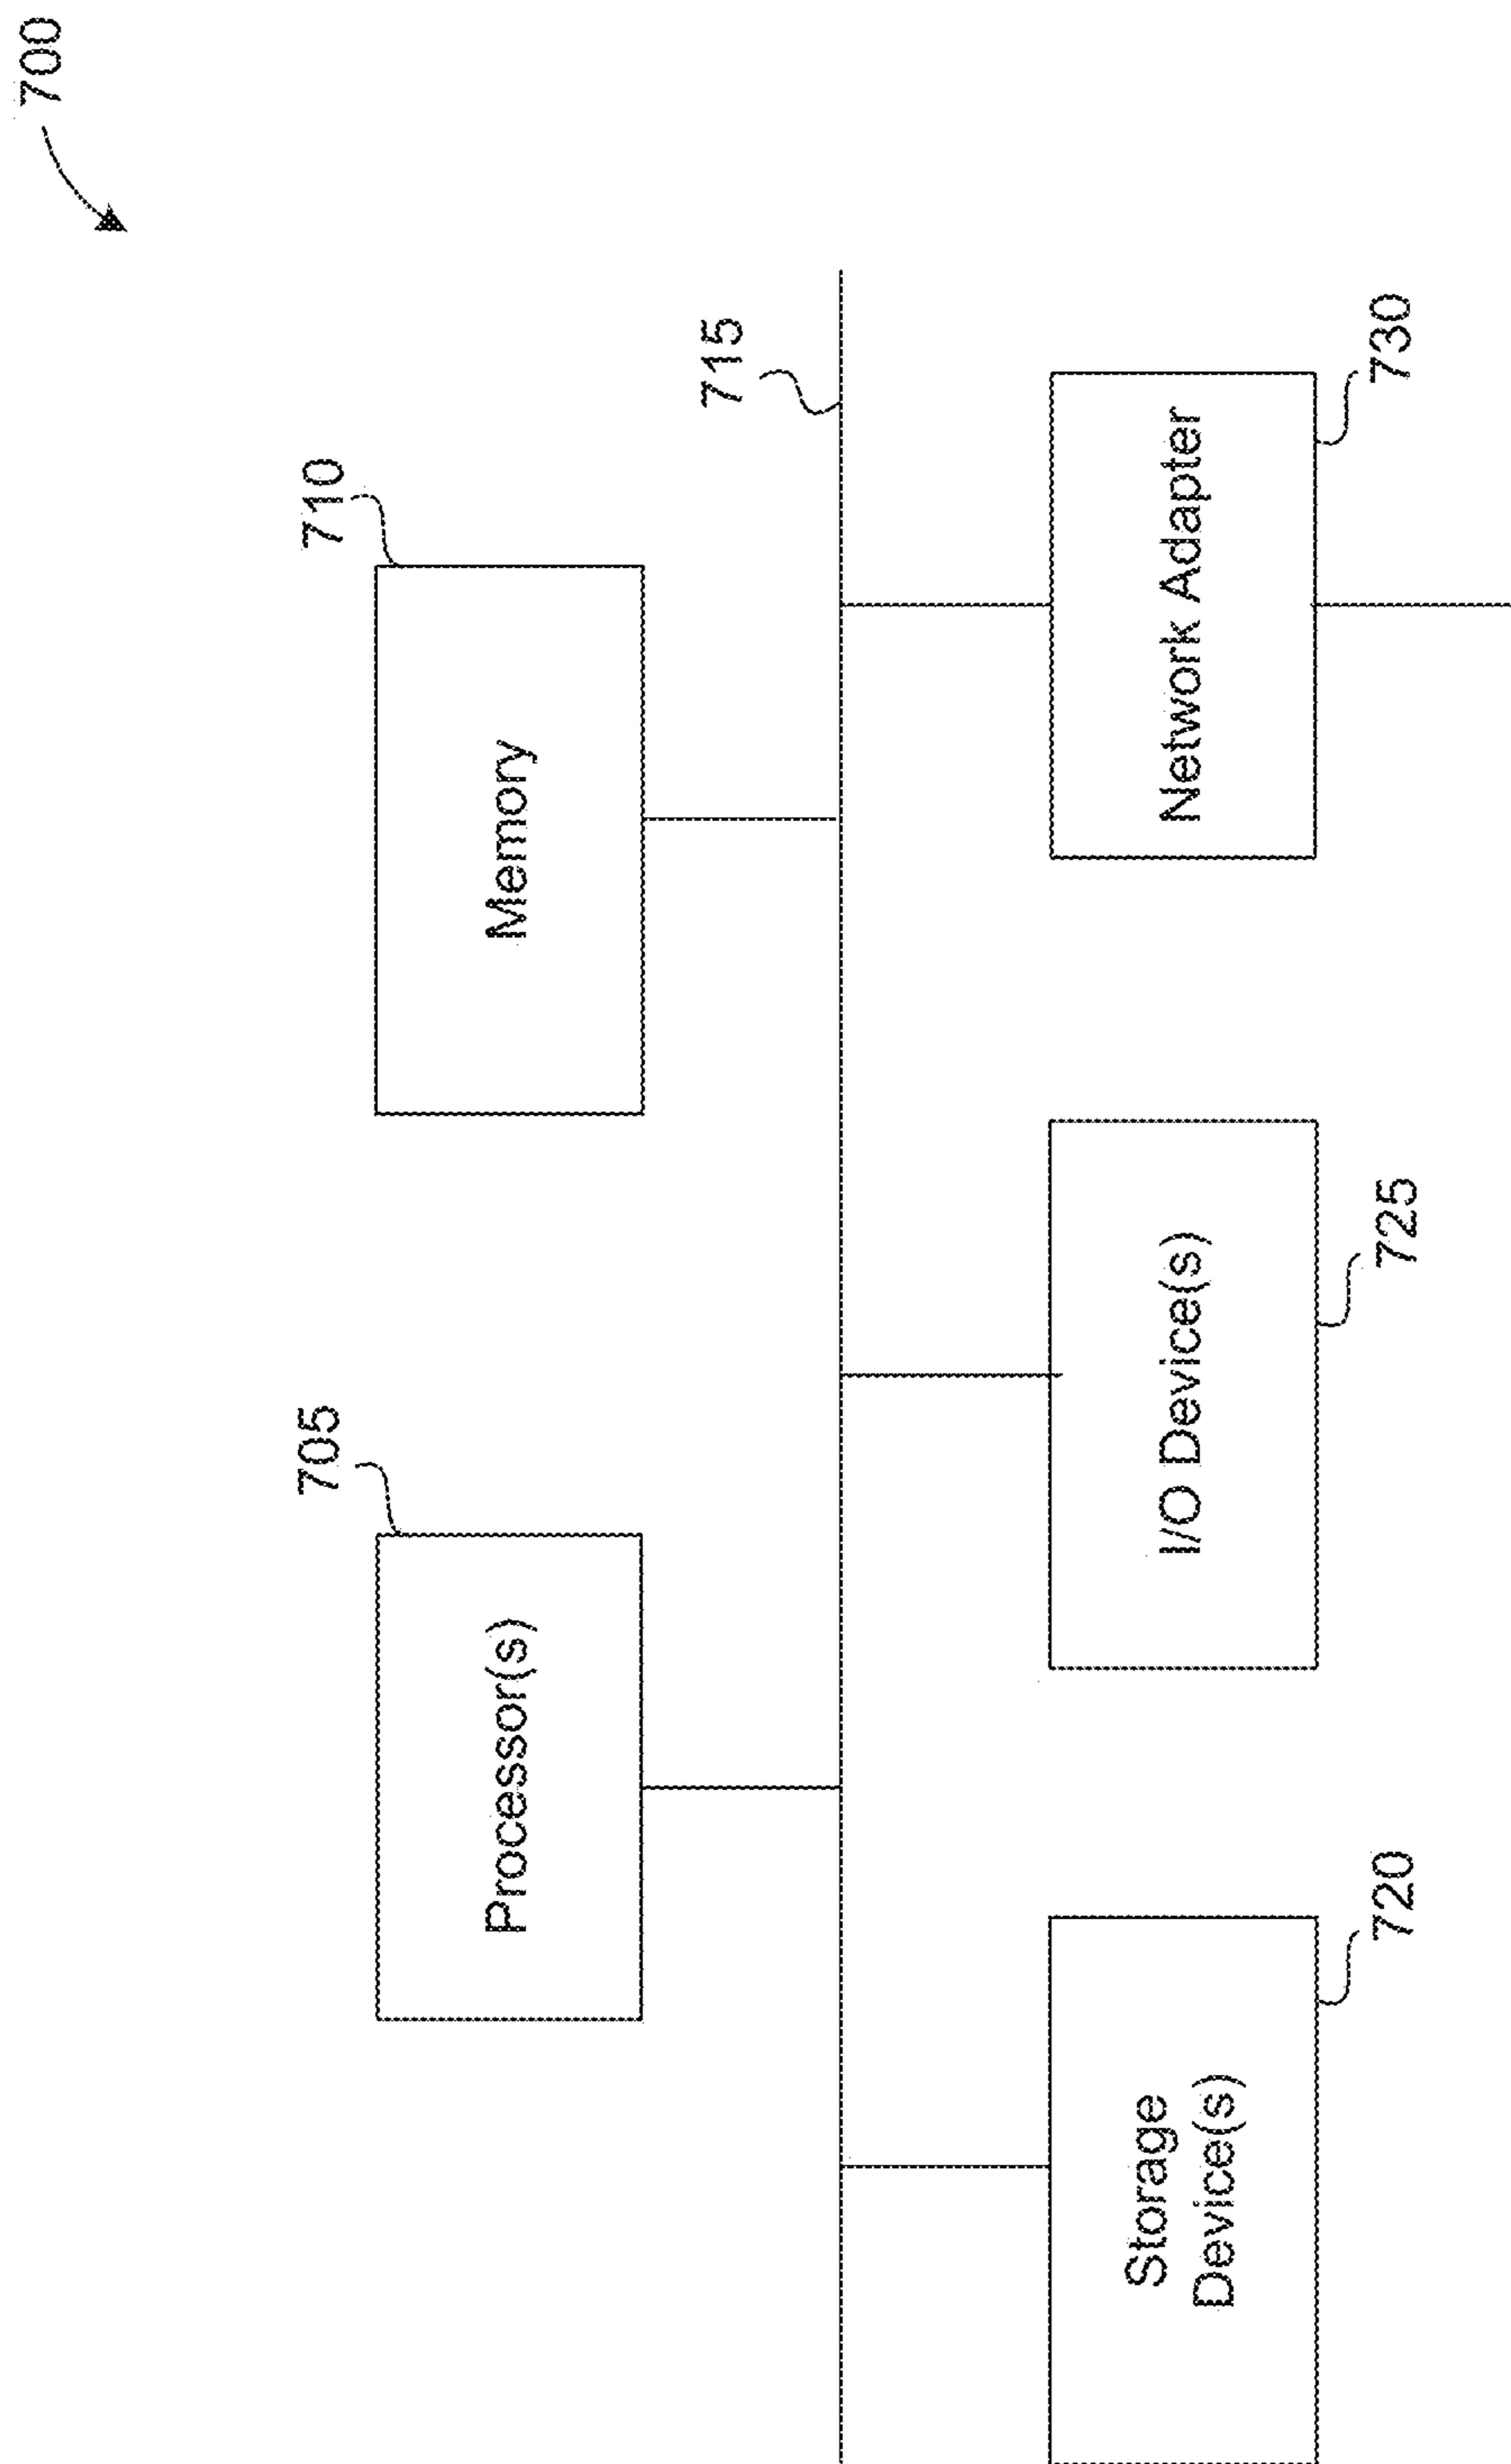 700
710
Memory
705
Processor(s)
715
Storage
Device(s)
720
I/O Device(s)
725
Network Adapter
730